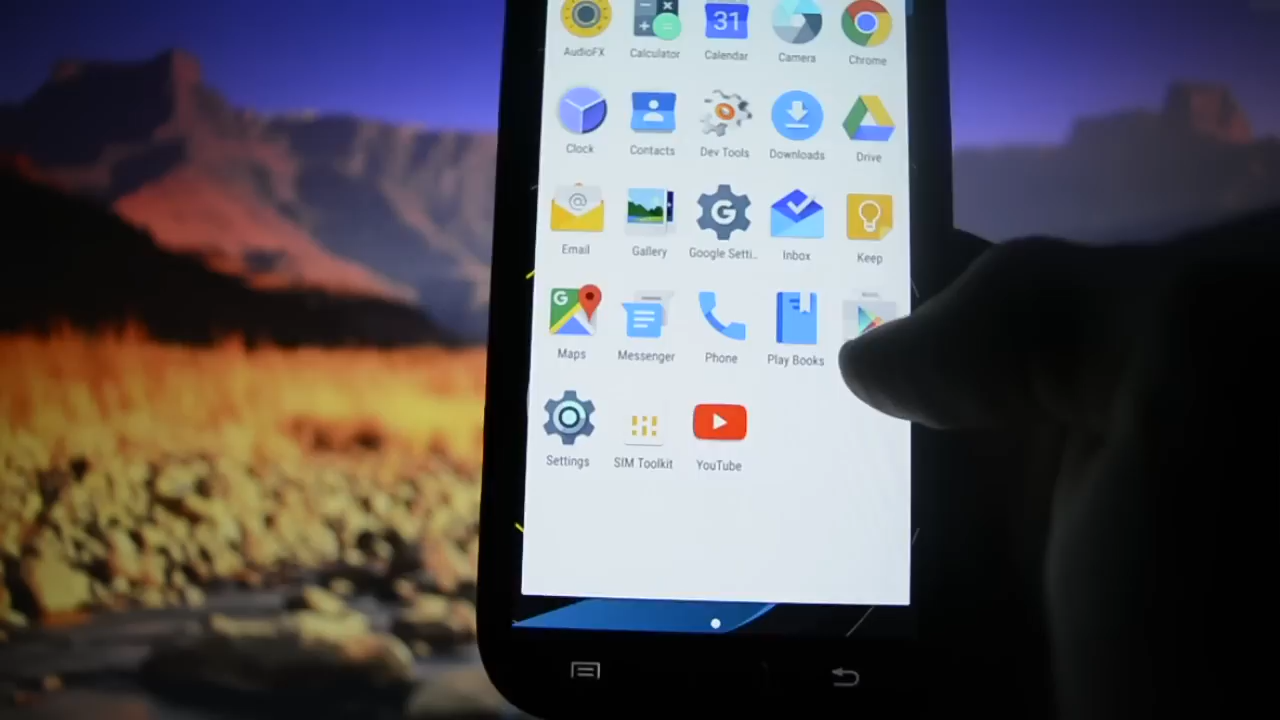 31
AudioFX Calculator Calendar Camera Chrome
Clock Contacts Dev Tools Downloads Drive
@
G
Email Gallery Google Setti.. Inbox Keep
G
Maps Messenger Phone Play Books
Settings SIM Toolkit YouTube